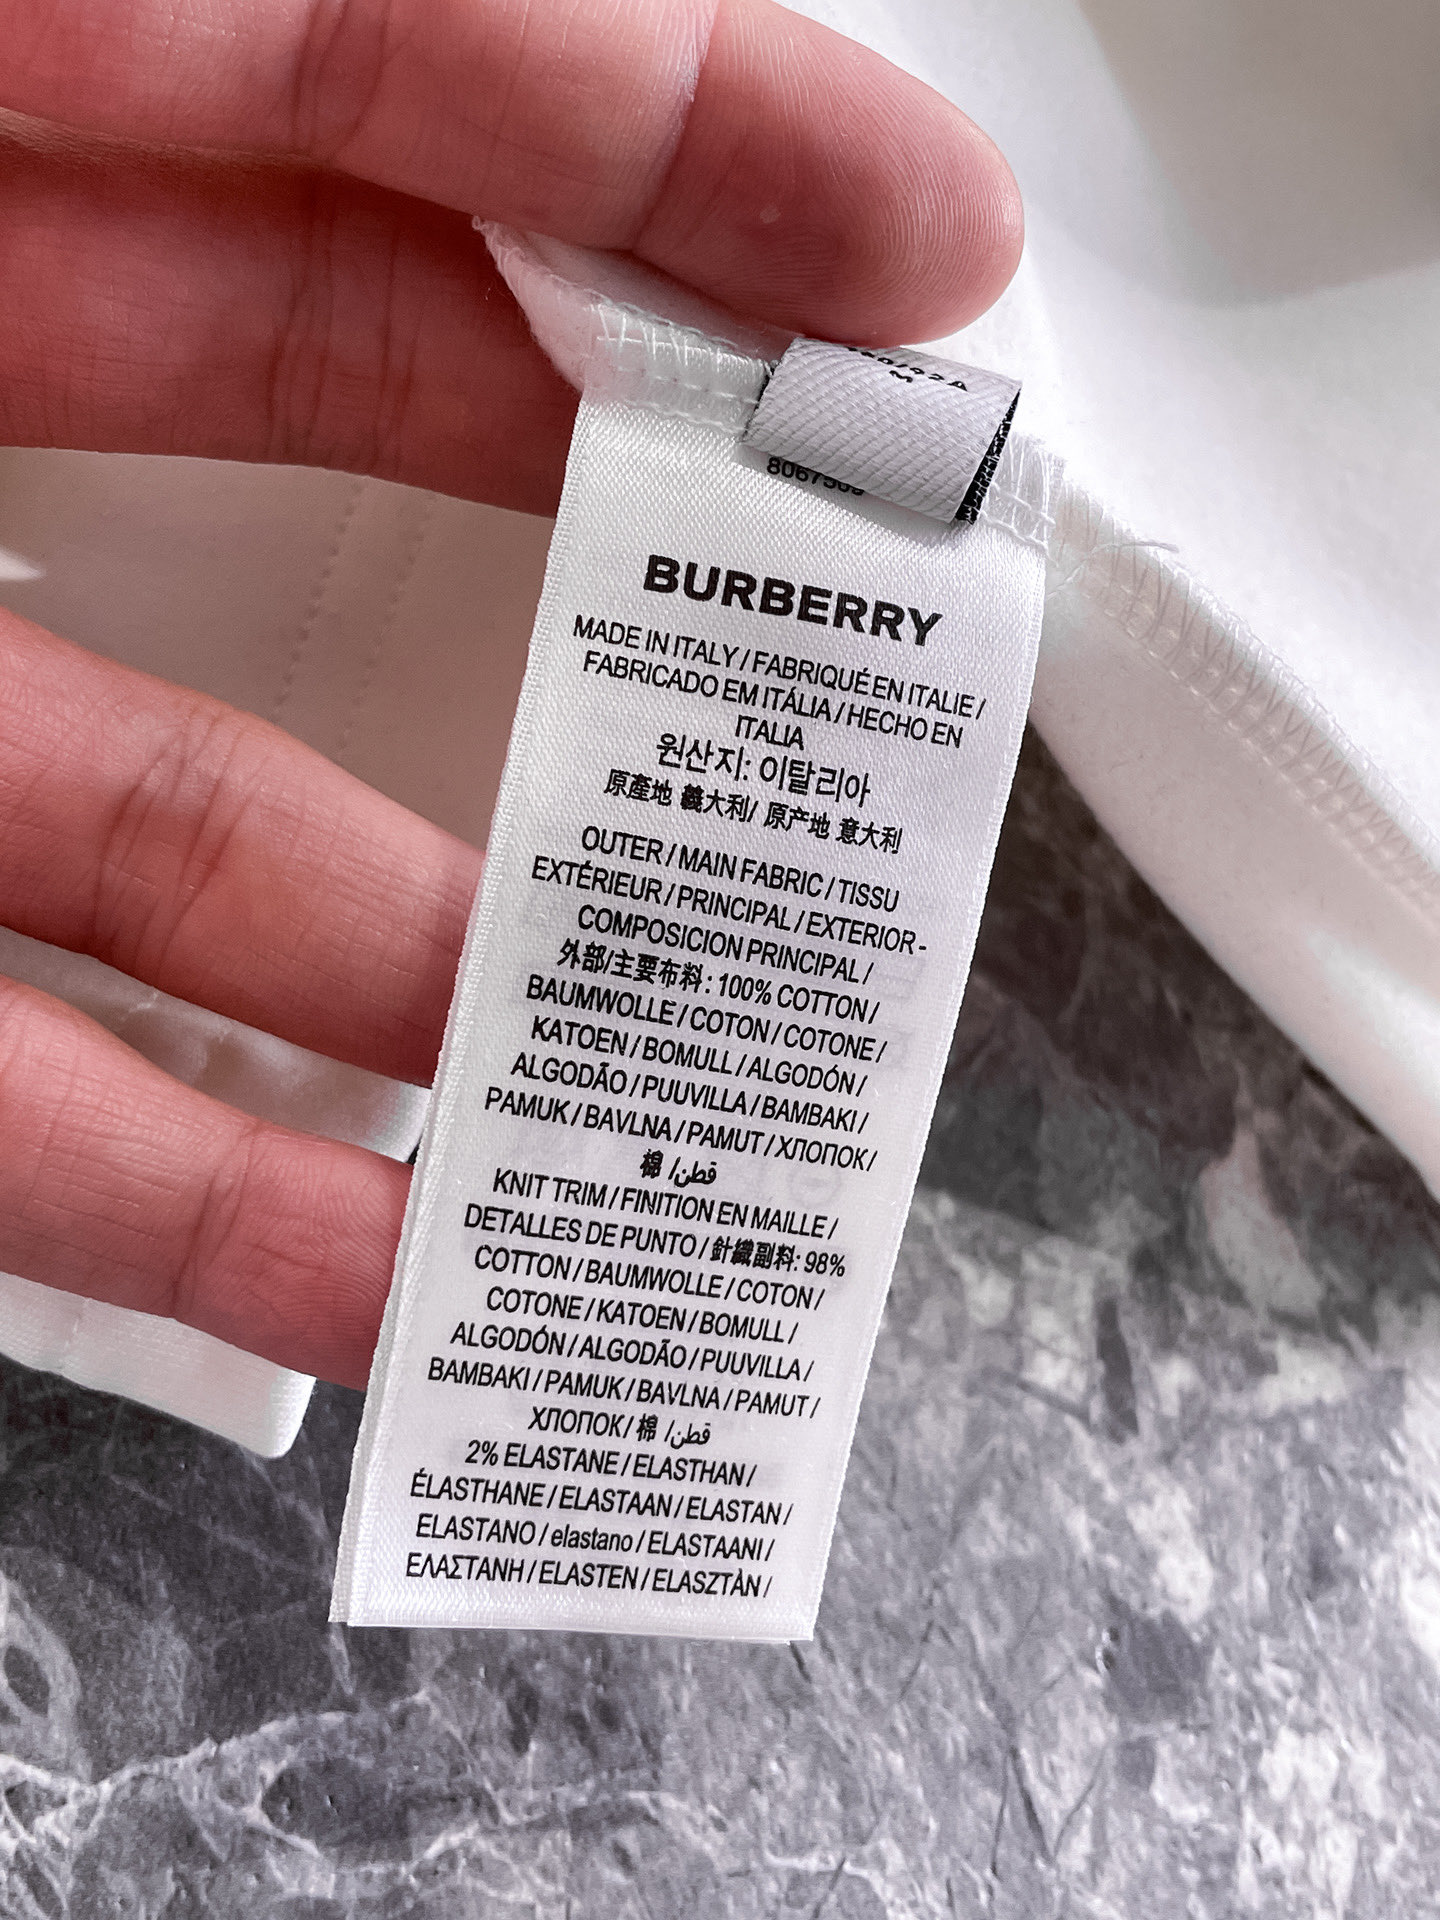 M
BURBERRY
MADE IN ITALY / FABRIQUÉ EN ITALIE /
FABRICADO EM ITÁLIA / HECHO EN
ITALIA
원산지: 이탈리아
原產地 義大利/ 原产地 意大利
OUTER / MAIN FABRIC / TISSU
EXTÉRIEUR / PRINCIPAL / EXTERIOR -
COMPOSICION PRINCIPAL /
外部/主要布料: 100% COTTON /
BAUMWOLLE / COTON / COTONE /
KATOEN / BOMULL / ALGODÓN /
ALGODÃO / PUUVILLA / BAMBAKI /
PAMUK / BAVLNA / PAMUT / ХЛОПОК /
棉 /قطن
KNIT TRIM / FINITION EN MAILLE /
DETALLES DE PUNTO / 針織副料: 98%
COTTON / BAUMWOLLE / COTON /
COTONE / KATOEN / BOMULL /
ALGODÓN / ALGODÃO / PUUVILLA /
BAMBAKI / PAMUK / BAVLNA / PAMUT /
ХЛОПОК/ 棉 /قطن
2% ELASTANE / ELASTHAN /
ÉLASTHANE / ELASTAAN / ELASTAN /
ELASTANO / elastano / ELASTAANI /
ΕΛΑΣΤΑΝΗ / ELASTEN / ELASZTÀN /